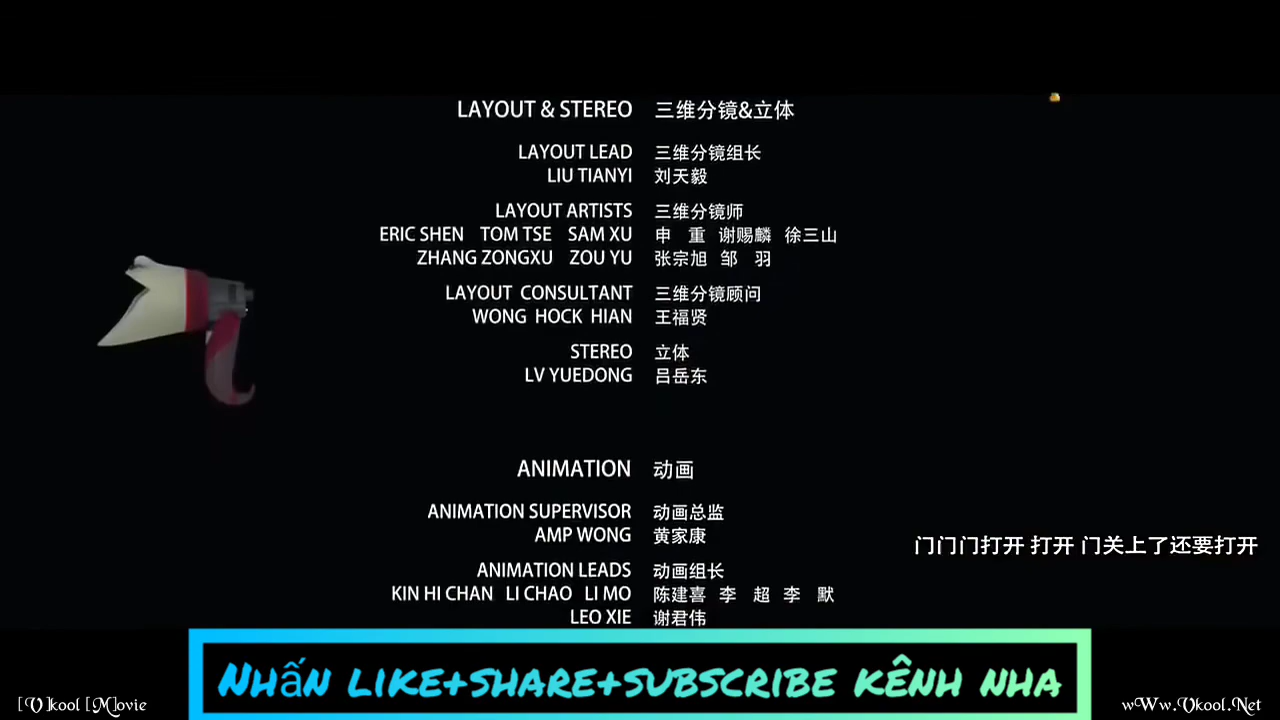 LAYOUT & STEREO 三维分镜&立体
LAYOUT LEAD 三维分镜组长
LIU TIANYI 刘天毅
LAYOUT ARTISTS 三维分镜师
ERIC SHEN TOM TSE SAM XU 申 重 谢赐麟 徐三山
ZHANG ZONGXU ZOU YU 张宗旭 邹 羽
LAYOUT CONSULTANT 三维分镜顾问
WONG HOCK HIAN 王福贤
STEREO 立体
LV YUEDONG 吕岳东
ANIMATION 动画
ANIMATION SUPERVISOR 动画总监
AMP WONG 黄家康
门门门打开 打开 门关上了还要打开
ANIMATION LEADS 动画组长
KIN HI CHAN LI CHAO LI MO 陈建喜 李 超 李 默
LEO XIE 谢君伟
Nhấn like+share+subscribe kênh nha
[V]kool [M]ovie
wWw.Vkool.Net